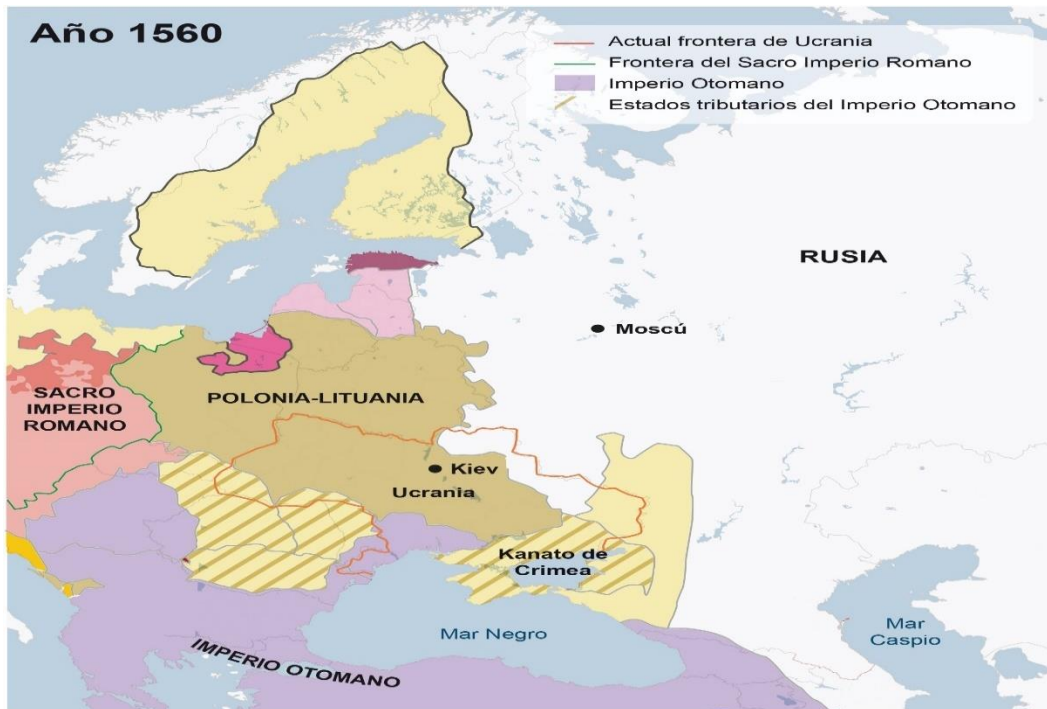 Año 1560
Actual frontera de Ucrania
Frontera del Sacro Imperio Romano
Imperio Otomano
Estados tributarios del Imperio Otomano
RUSIA
Moscú
SACRO
IMPERIO
ROMANO
POLONIA-LITUANIA
Kiev
Ucrania
Kanato de
Crimea
Mar Negro
Mar
Caspio
IMPERIO OTOMANO